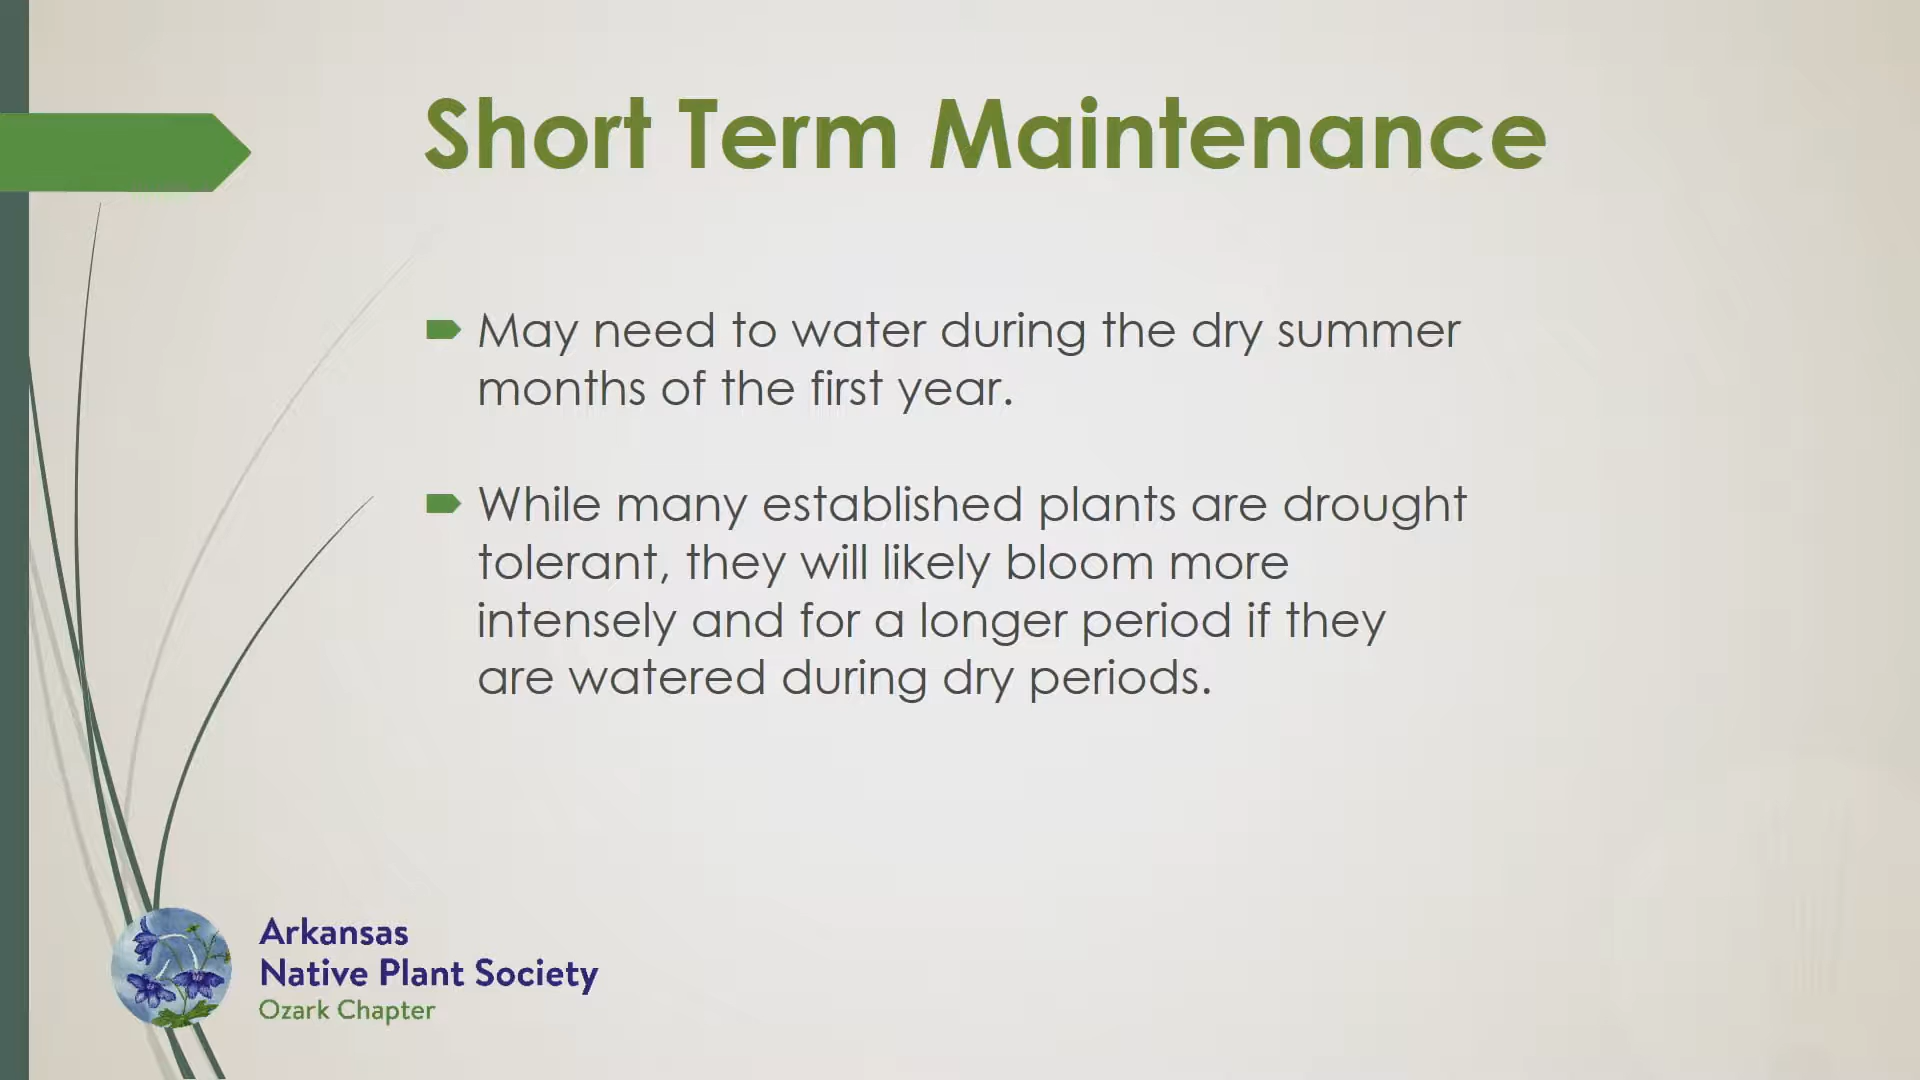 Short Term Maintenance
May need to water during the dry summer
months of the first year.
While many established plants are drought
tolerant, they will likely bloom more
intensely and for a longer period if they
are watered during dry periods.
Arkansas
Native Plant Society
Ozark Chapter